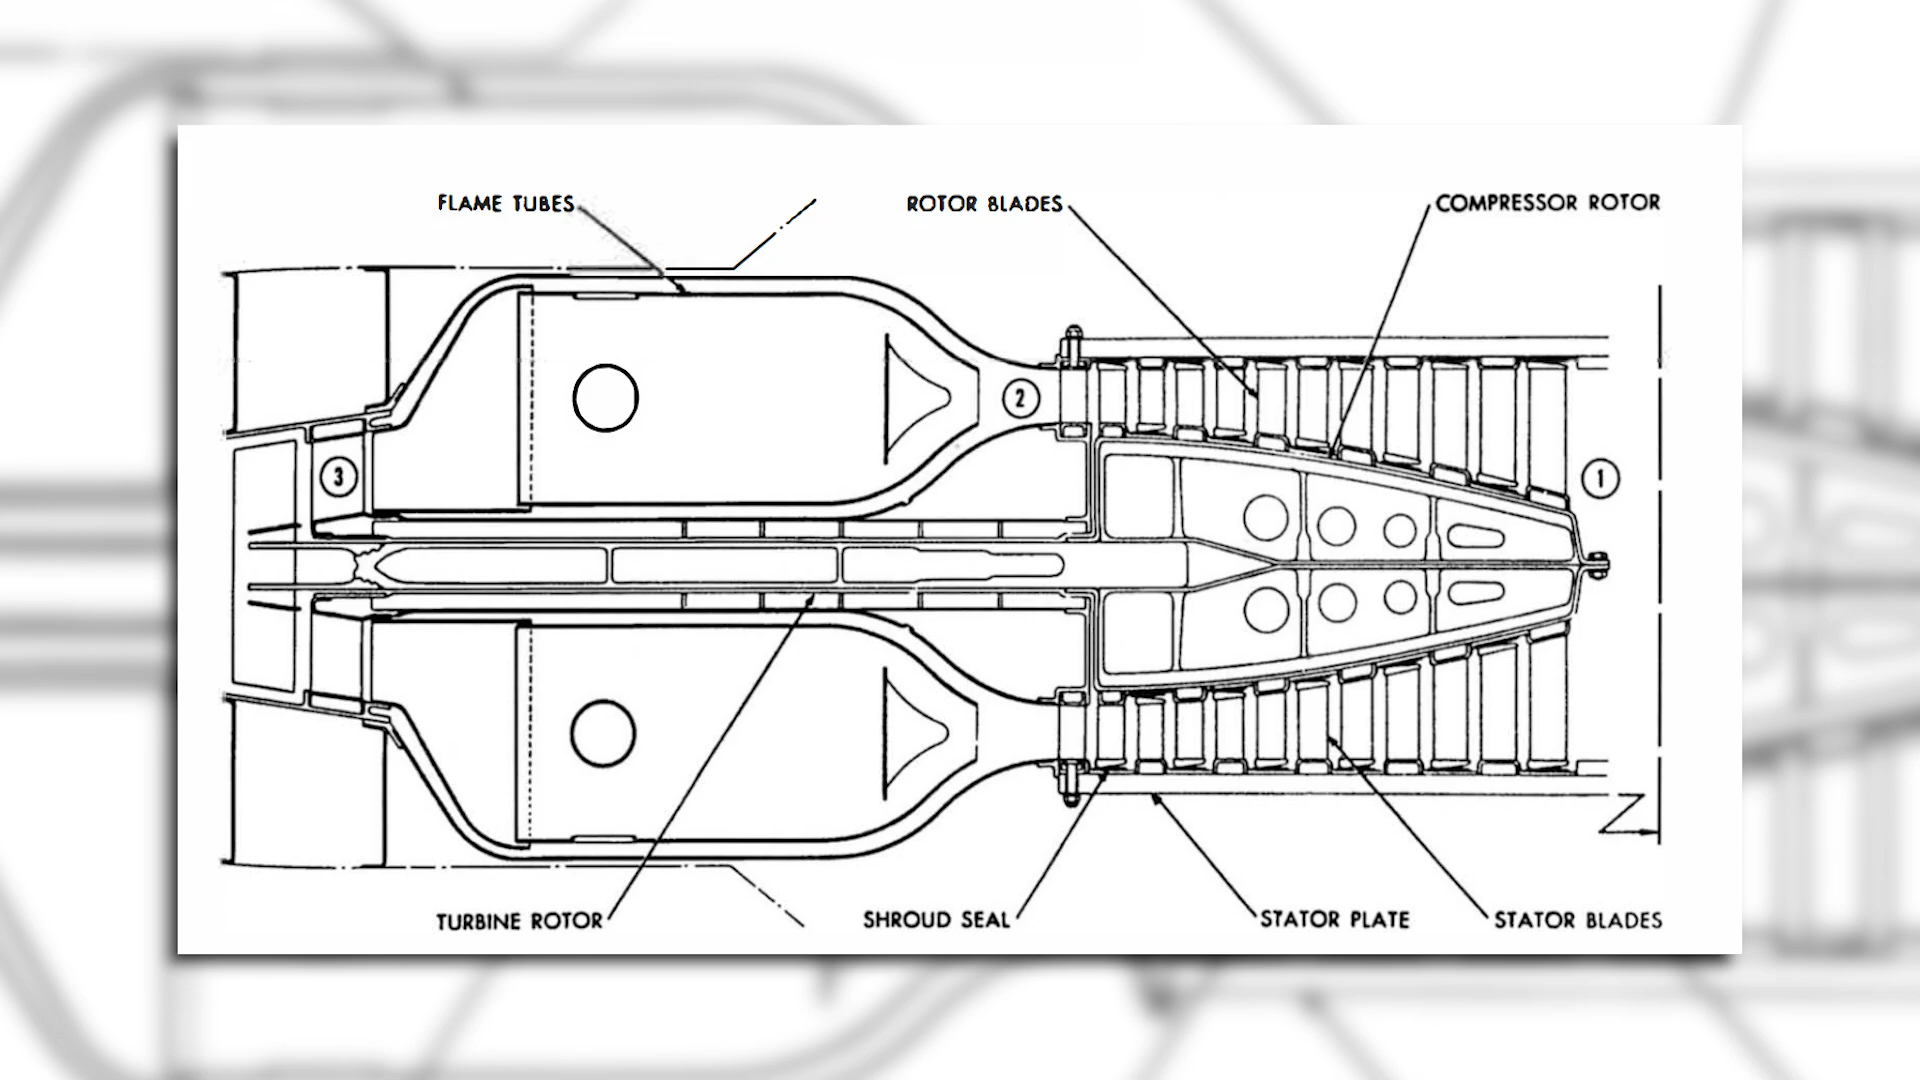 FLAME TUBES
ROTOR BLADES
COMPRESSOR ROTOR
2
3
1
TURBINE ROTOR
SHROUD SEAL
STATOR PLATE
STATOR BLADES